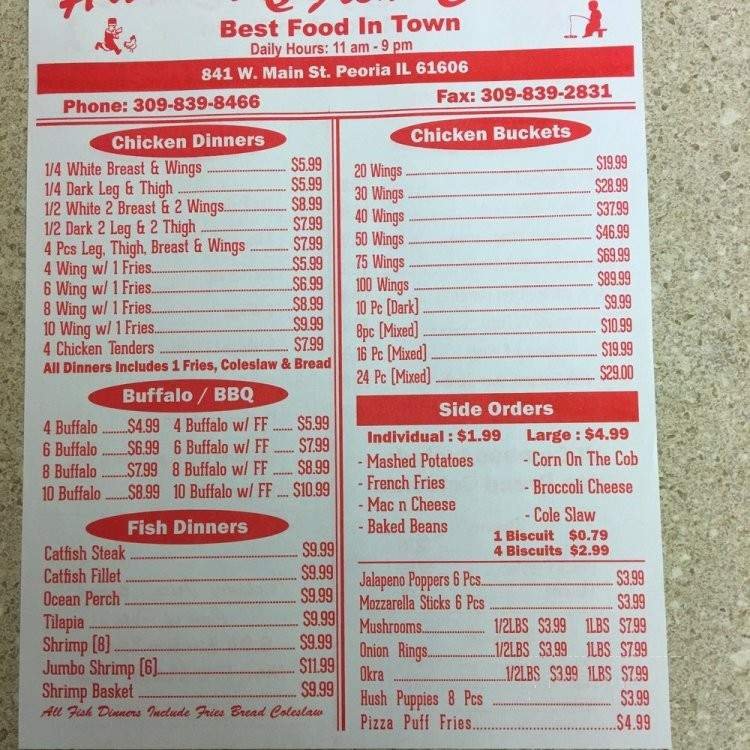 Best Food In Town
Daily Hours: 11 am - 9 pm
841 W. Main St. Peoria IL 61606
Phone: 309-839-8466
Fax: 309-839-2831
Chicken Dinners
1/4 White Breast & Wings $5.99
1/4 Dark Leg & Thigh $5.99
1/2 White 2 Breast & 2 Wings $8.99
1/2 Dark 2 Leg & 2 Thigh $7.99
4 Pcs Leg, Thigh, Breast & Wings $7.99
4 Wing w/ 1 Fries $5.99
6 Wing w/ 1 Fries $6.99
8 Wing w/ 1 Fries $8.99
10 Wing w/ 1 Fries $9.99
4 Chicken Tenders $7.99
All Dinners Includes 1 Fries, Coleslaw & Bread
Buffalo / BBQ
4 Buffalo $4.99 4 Buffalo w/ FF $5.99
6 Buffalo $6.99 6 Buffalo w/ FF $7.99
8 Buffalo $7.99 8 Buffalo w/ FF $8.99
10 Buffalo $8.99 10 Buffalo w/ FF $10.99
Fish Dinners
Catfish Steak $9.99
Catfish Fillet $9.99
Ocean Perch $9.99
Tilapia $9.99
Shrimp (8) $9.99
Jumbo Shrimp (6) $11.99
Shrimp Basket $9.99
All Fish Dinners Include Fries Bread Coleslaw
Chicken Buckets
20 Wings $19.99
30 Wings $28.99
40 Wings $37.99
50 Wings $46.99
75 Wings $69.99
100 Wings $89.99
10 Pc (Dark) $9.99
8pc (Mixed) $10.99
16 Pc (Mixed) $19.99
24 Pc (Mixed) $29.00
Side Orders
Individual : $1.99 Large : $4.99
- Mashed Potatoes
- French Fries
- Mac n Cheese
- Baked Beans
- Corn On The Cob
- Broccoli Cheese
- Cole Slaw
1 Biscuit $0.79
4 Biscuits $2.99
Jalapeno Poppers 6 Pcs $3.99
Mozzarella Sticks 6 Pcs $3.99
Mushrooms 1/2LBS $3.99 1LBS $7.99
Onion Rings 1/2LBS $3.99 1LBS $7.99
Okra 1/2LBS $3.99 1LBS $7.99
Hush Puppies 8 Pcs $3.99
Pizza Puff Fries $4.99